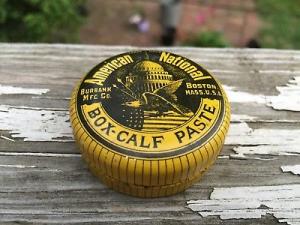 American National
Burbank
Mfg Co.
Boston
Mass. U.S.A.
BOX-CALF PASTE